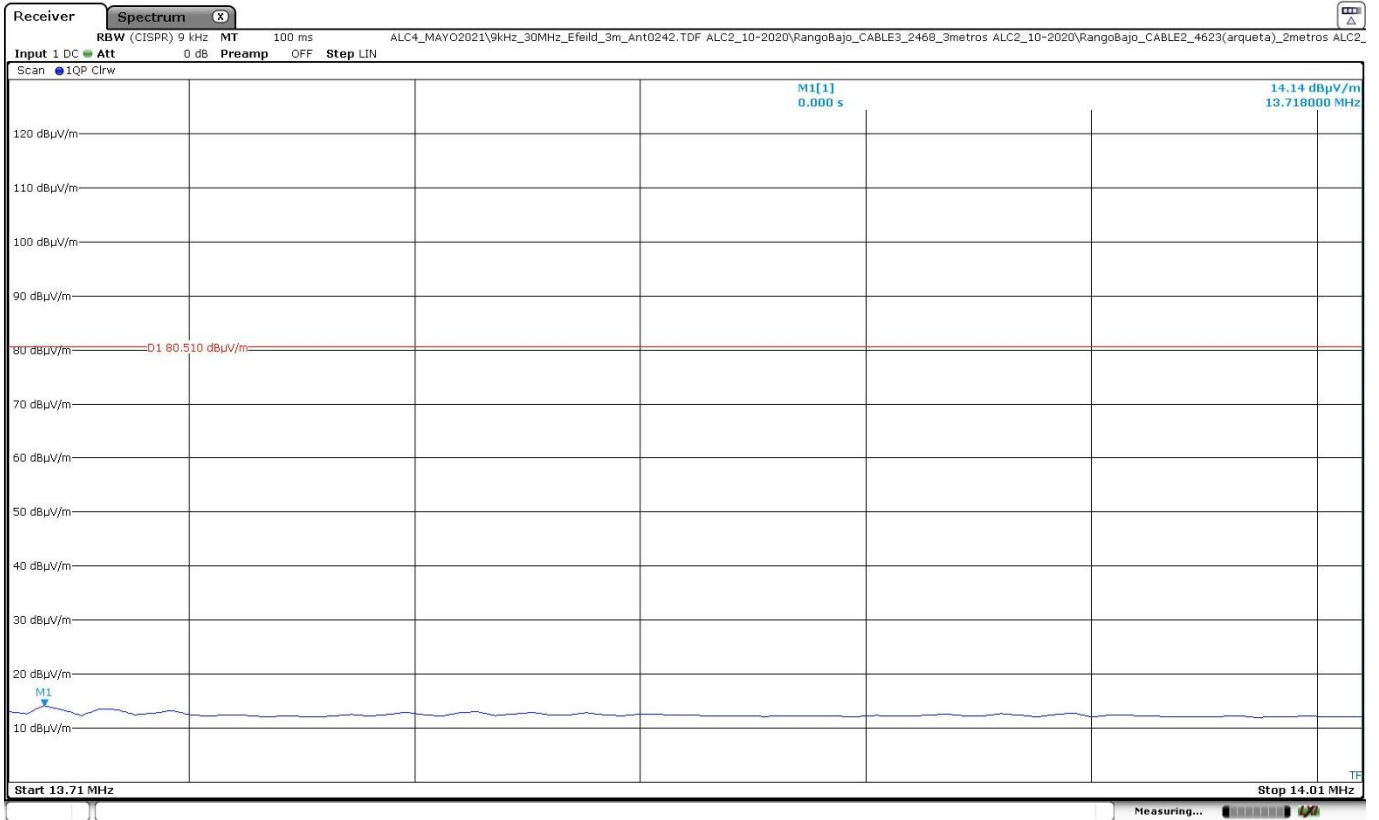 Receiver Spectrum X
RBW (CISPR) 9 kHz MT 100 ms ALC4_MAYO2021\9kHz_30MHz_Efeild_3m_Ant0242.TDF ALC2_10-2020\RangoBajo_CABLE3_2468_3metros ALC2_10-2020\RangoBajo_CABLE2_4623(arqueta)_2metros ALC2_
Input 1 DC Att 0 dB Preamp OFF Step LIN
Scan 1QP Clrw
M1[1] 14.14 dBµV/m
0.000 s 13.718000 MHz
120 dBµV/m
110 dBµV/m
100 dBµV/m
90 dBµV/m
80 dBµV/m D1 80.510 dBµV/m
70 dBµV/m
60 dBµV/m
50 dBµV/m
40 dBµV/m
30 dBµV/m
20 dBµV/m
M1
10 dBµV/m
TF
Start 13.71 MHz Stop 14.01 MHz
Measuring...